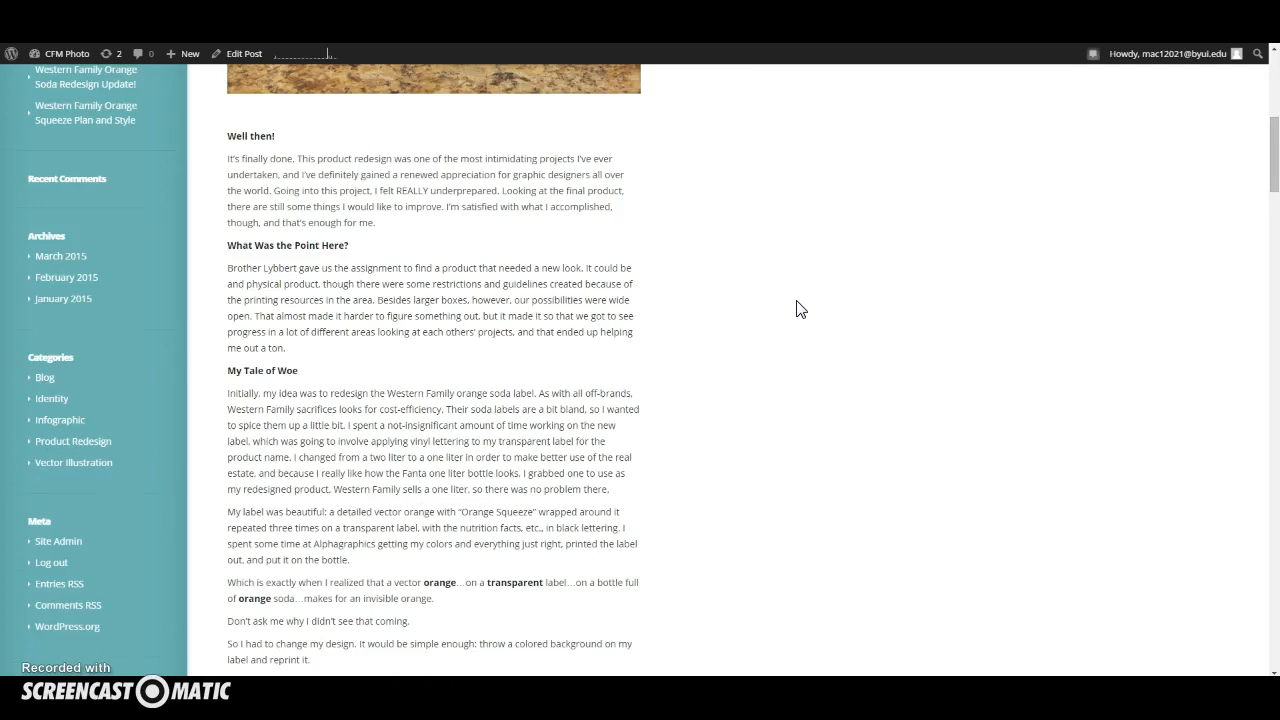 CFM Photo 2 0 New Edit Post
Howdy, mac12021@byui.edu
Western Family Orange
Soda Redesign Update!
Western Family Orange
Squeeze Plan and Style
Recent Comments
Archives
March 2015
February 2015
January 2015
Categories
Blog
Identity
Infographic
Product Redesign
Vector Illustration
Meta
Site Admin
Log out
Entries RSS
Comments RSS
WordPress.org
Well then!
It's finally done. This product redesign was one of the most intimidating projects I've ever
undertaken, and I've definitely gained a renewed appreciation for graphic designers all over
the world. Going into this project, I felt REALLY underprepared. Looking at the final product,
there are still some things I would like to improve. I'm satisfied with what I accomplished,
though, and that's enough for me.
What Was the Point Here?
Brother Lybbert gave us the assignment to find a product that needed a new look. It could be
and physical product, though there were some restrictions and guidelines created because of
the printing resources in the area. Besides larger boxes, however, our possibilities were wide
open. That almost made it harder to figure something out, but it made it so that we got to see
progress in a lot of different areas looking at each others' projects, and that ended up helping
me out a ton.
My Tale of Woe
Initially, my idea was to redesign the Western Family orange soda label. As with all off-brands,
Western Family sacrifices looks for cost-efficiency. Their soda labels are a bit bland, so I wanted
to spice them up a little bit. I spent a not-insignificant amount of time working on the new
label, which was going to involve applying vinyl lettering to my transparent label for the
product name. I changed from a two liter to a one liter in order to make better use of the real
estate, and because I really like how the Fanta one liter bottle looks. I grabbed one to use as
my redesigned product. Western Family sells a one liter, so there was no problem there.
My label was beautiful: a detailed vector orange with "Orange Squeeze" wrapped around it
repeated three times on a transparent label, with the nutrition facts, etc., in black lettering. I
spent some time at Alphagraphics getting my colors and everything just right, printed the label
out, and put it on the bottle.
Which is exactly when I realized that a vector orange…on a transparent label…on a bottle full
of orange soda…makes for an invisible orange.
Don't ask me why I didn't see that coming.
So I had to change my design. It would be simple enough: throw a colored background on my
label and reprint it.
Recorded with
SCREENCAST MATIC